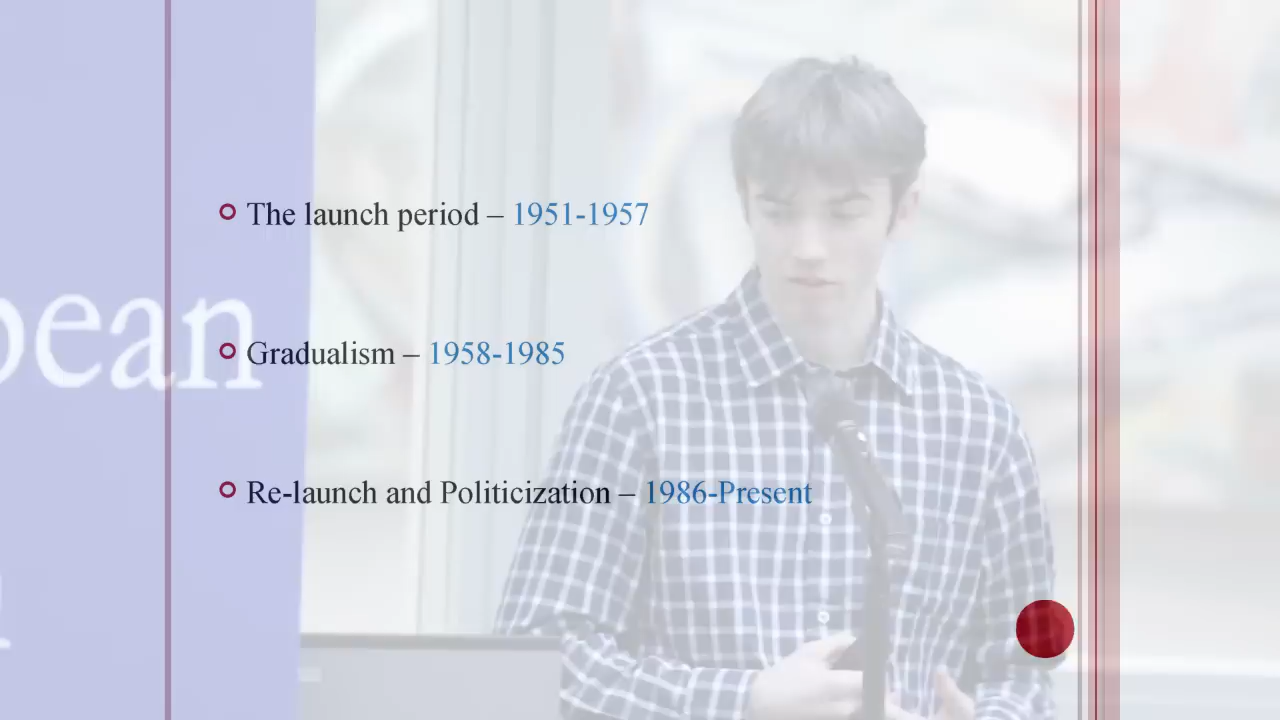 The launch period – 1951-1957
pean
Gradualism – 1958-1985
Re-launch and Politicization – 1986-Present